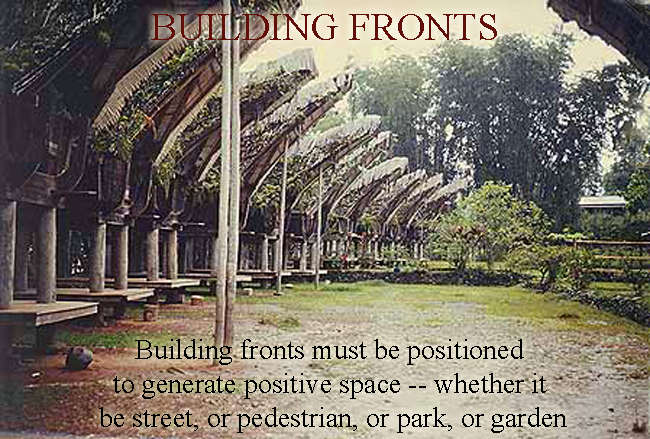 BUILDING FRONTS
Building fronts must be positioned
to generate positive space -- whether it
be street, or pedestrian, or park, or garden